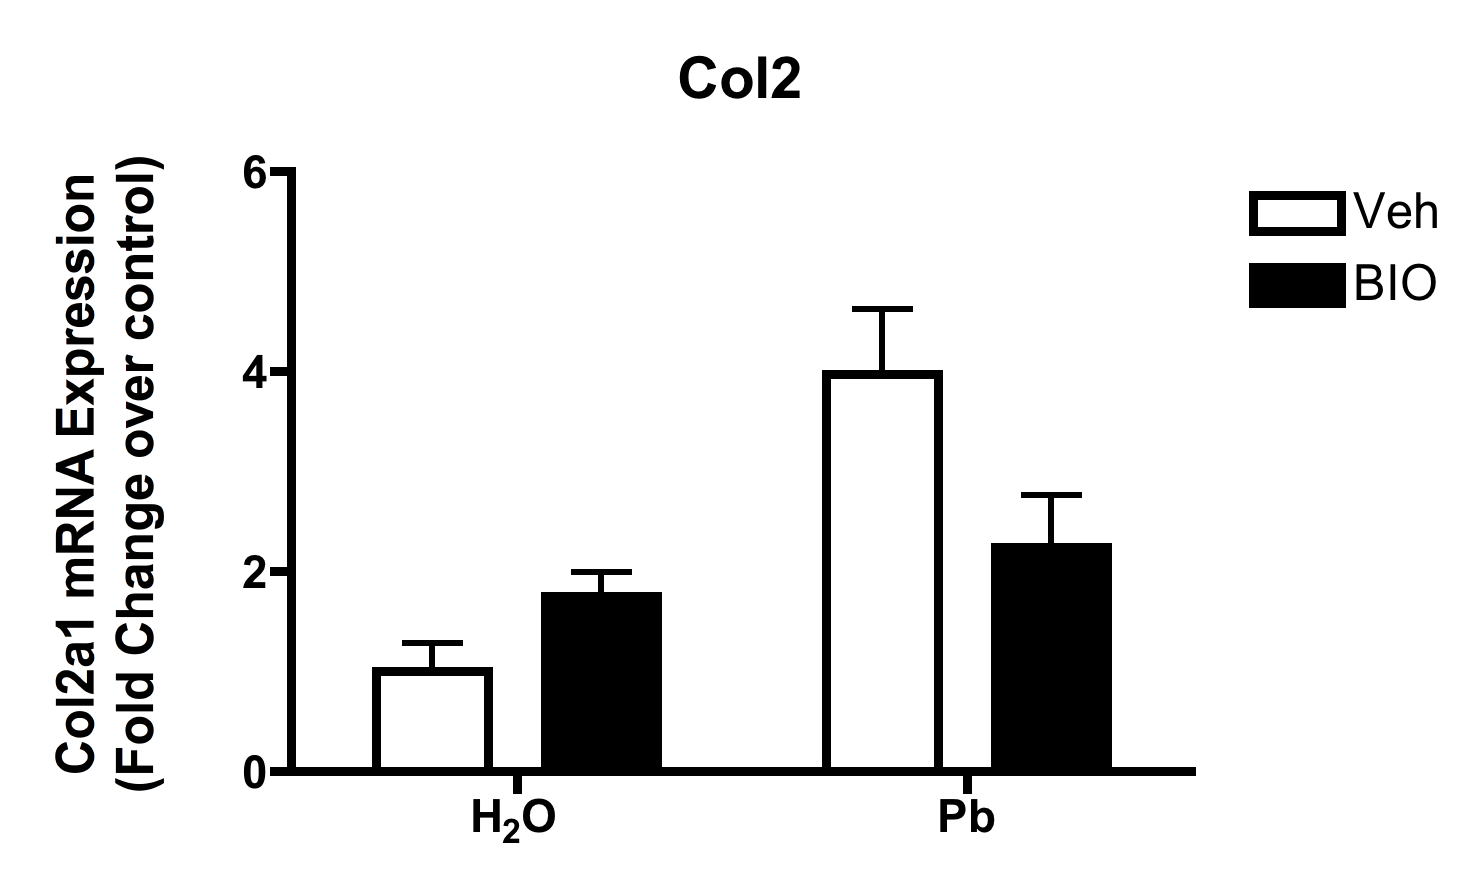 Col2
Col2a1 mRNA Expression
(Fold Change over control)
6
4
2
0
H₂O
Pb
Veh
BIO